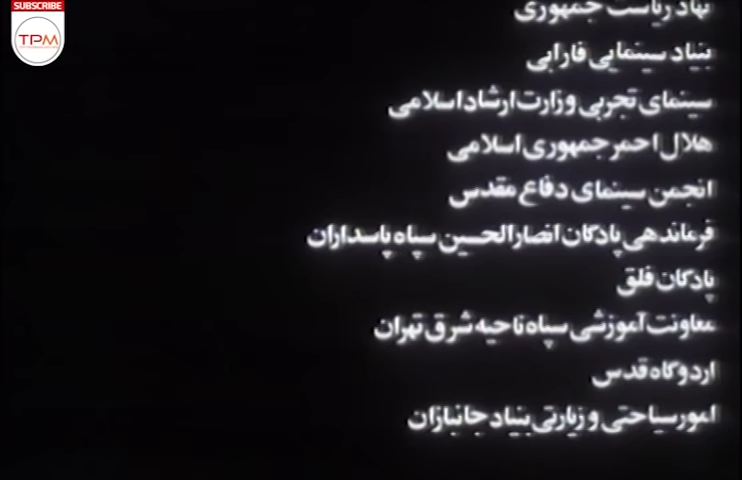 SUBSCRIBE
TPM
نهاد ریاست جمهوری
بنیاد سینمایی فارابی
سینمای تجربی وزارت ارشاد اسلامی
هلال احمر جمهوری اسلامی
انجمن سینمای دفاع مقدس
فرماندهی پادگان انصار الحسین سپاه پاسداران
پادگان فلق
معاونت آموزشی سپاه ناحیه شرق تهران
اردوگاه قدس
امور سیاحتی و زیارتی بنیاد جانبازان